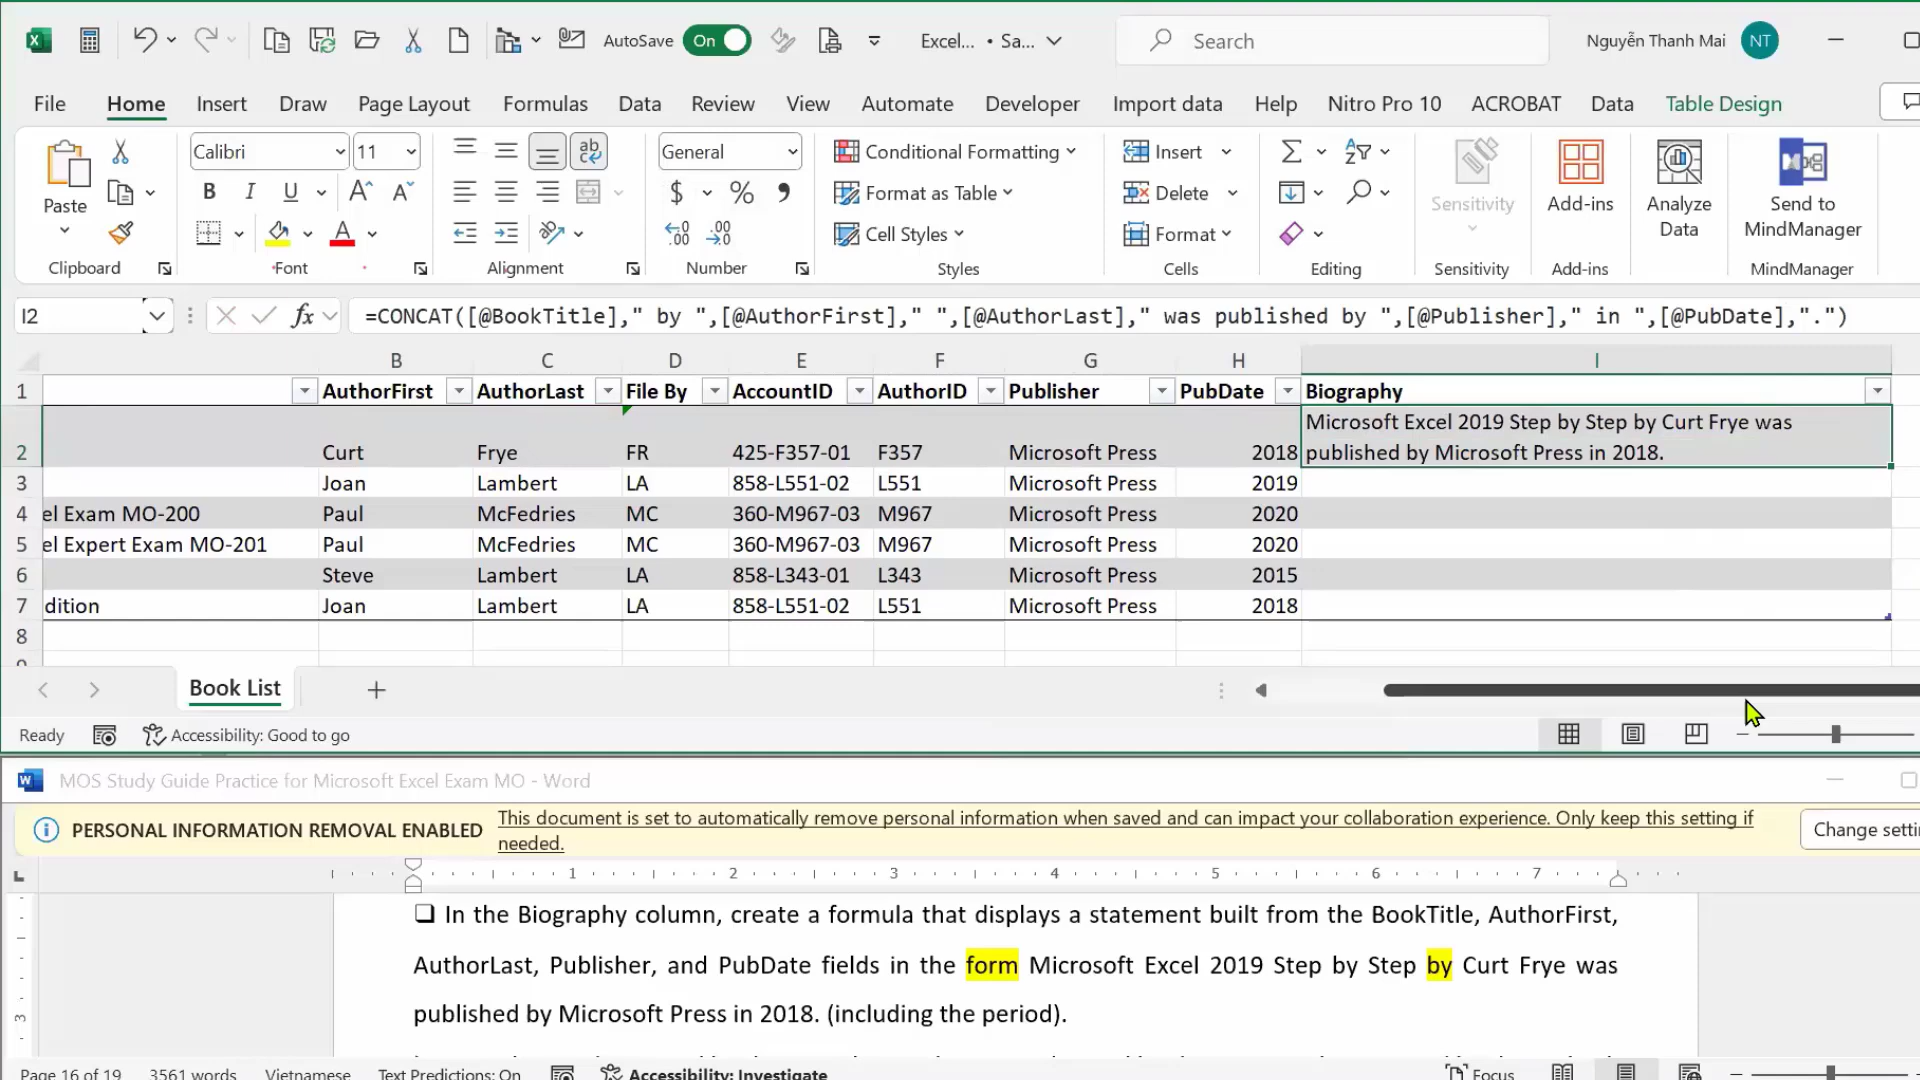 AutoSave On Excel... • Sa... Search Nguyễn Thanh Mai NT
File Home Insert Draw Page Layout Formulas Data Review View Automate Developer Import data Help Nitro Pro 10 ACROBAT Data Table Design
Calibri 11 General Conditional Formatting Insert
Paste B I U $ % Format as Table Delete Sensitivity Add-ins Analyze Data Send to MindManager
Cell Styles Format
Clipboard Font Alignment Number Styles Cells Editing Sensitivity Add-ins MindManager
I2 fx =CONCAT([@BookTitle]," by ",[@AuthorFirst]," ",[@AuthorLast]," was published by ",[@Publisher]," in ",[@PubDate],".")
B C D E F G H I
1 AuthorFirst AuthorLast File By AccountID AuthorID Publisher PubDate Biography
2 Curt Frye FR 425-F357-01 F357 Microsoft Press 2018 Microsoft Excel 2019 Step by Step by Curt Frye was
published by Microsoft Press in 2018.
3 Joan Lambert LA 858-L551-02 L551 Microsoft Press 2019
4 el Exam MO-200 Paul McFedries MC 360-M967-03 M967 Microsoft Press 2020
5 el Expert Exam MO-201 Paul McFedries MC 360-M967-03 M967 Microsoft Press 2020
6 Steve Lambert LA 858-L343-01 L343 Microsoft Press 2015
7 dition Joan Lambert LA 858-L551-02 L551 Microsoft Press 2018
8
Book List
Ready Accessibility: Good to go
MOS Study Guide Practice for Microsoft Excel Exam MO - Word
PERSONAL INFORMATION REMOVAL ENABLED This document is set to automatically remove personal information when saved and can impact your collaboration experience. Only keep this setting if
needed. Change setti
1 2 3 4 5 6 7
❑ In the Biography column, create a formula that displays a statement built from the BookTitle, AuthorFirst,
AuthorLast, Publisher, and PubDate fields in the form Microsoft Excel 2019 Step by Step by Curt Frye was
published by Microsoft Press in 2018. (including the period).
Page 16 of 19 3561 words Vietnamese Text Predictions: On Accessibility: Investigate Focus